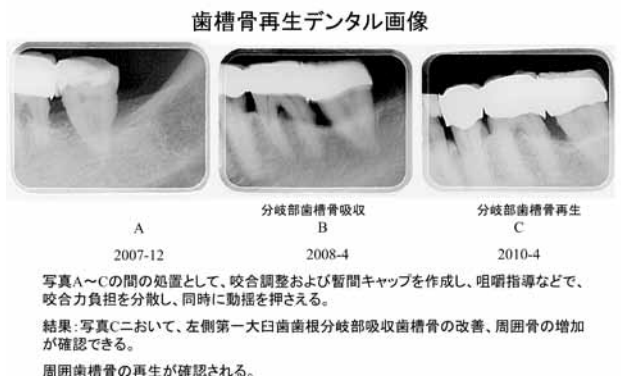 歯槽骨再生デンタル画像
分岐部歯槽骨吸収 分岐部歯槽骨再生
A B C
2007-12 2008-4 2010-4
写真A～Cの間の処置として、咬合調整および暫間キャップを作成し、咀嚼指導などで、
咬合力負担を分散し、同時に動揺を押さえる。
結果：写真Cニおいて、左側第一大臼歯歯根分岐部吸収歯槽骨の改善、周囲骨の増加
が確認できる。
周囲歯槽骨の再生が確認される。